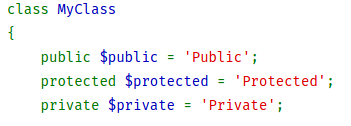 class MyClass
{
    public $public = 'Public';
    protected $protected = 'Protected';
    private $private = 'Private';